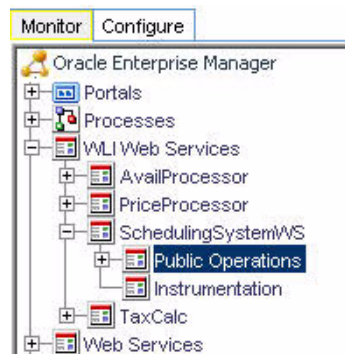 Monitor Configure
Oracle Enterprise Manager
Portals
Processes
WLI Web Services
AvailProcessor
PriceProcessor
SchedulingSystemWS
Public Operations
Instrumentation
TaxCalc
Web Services